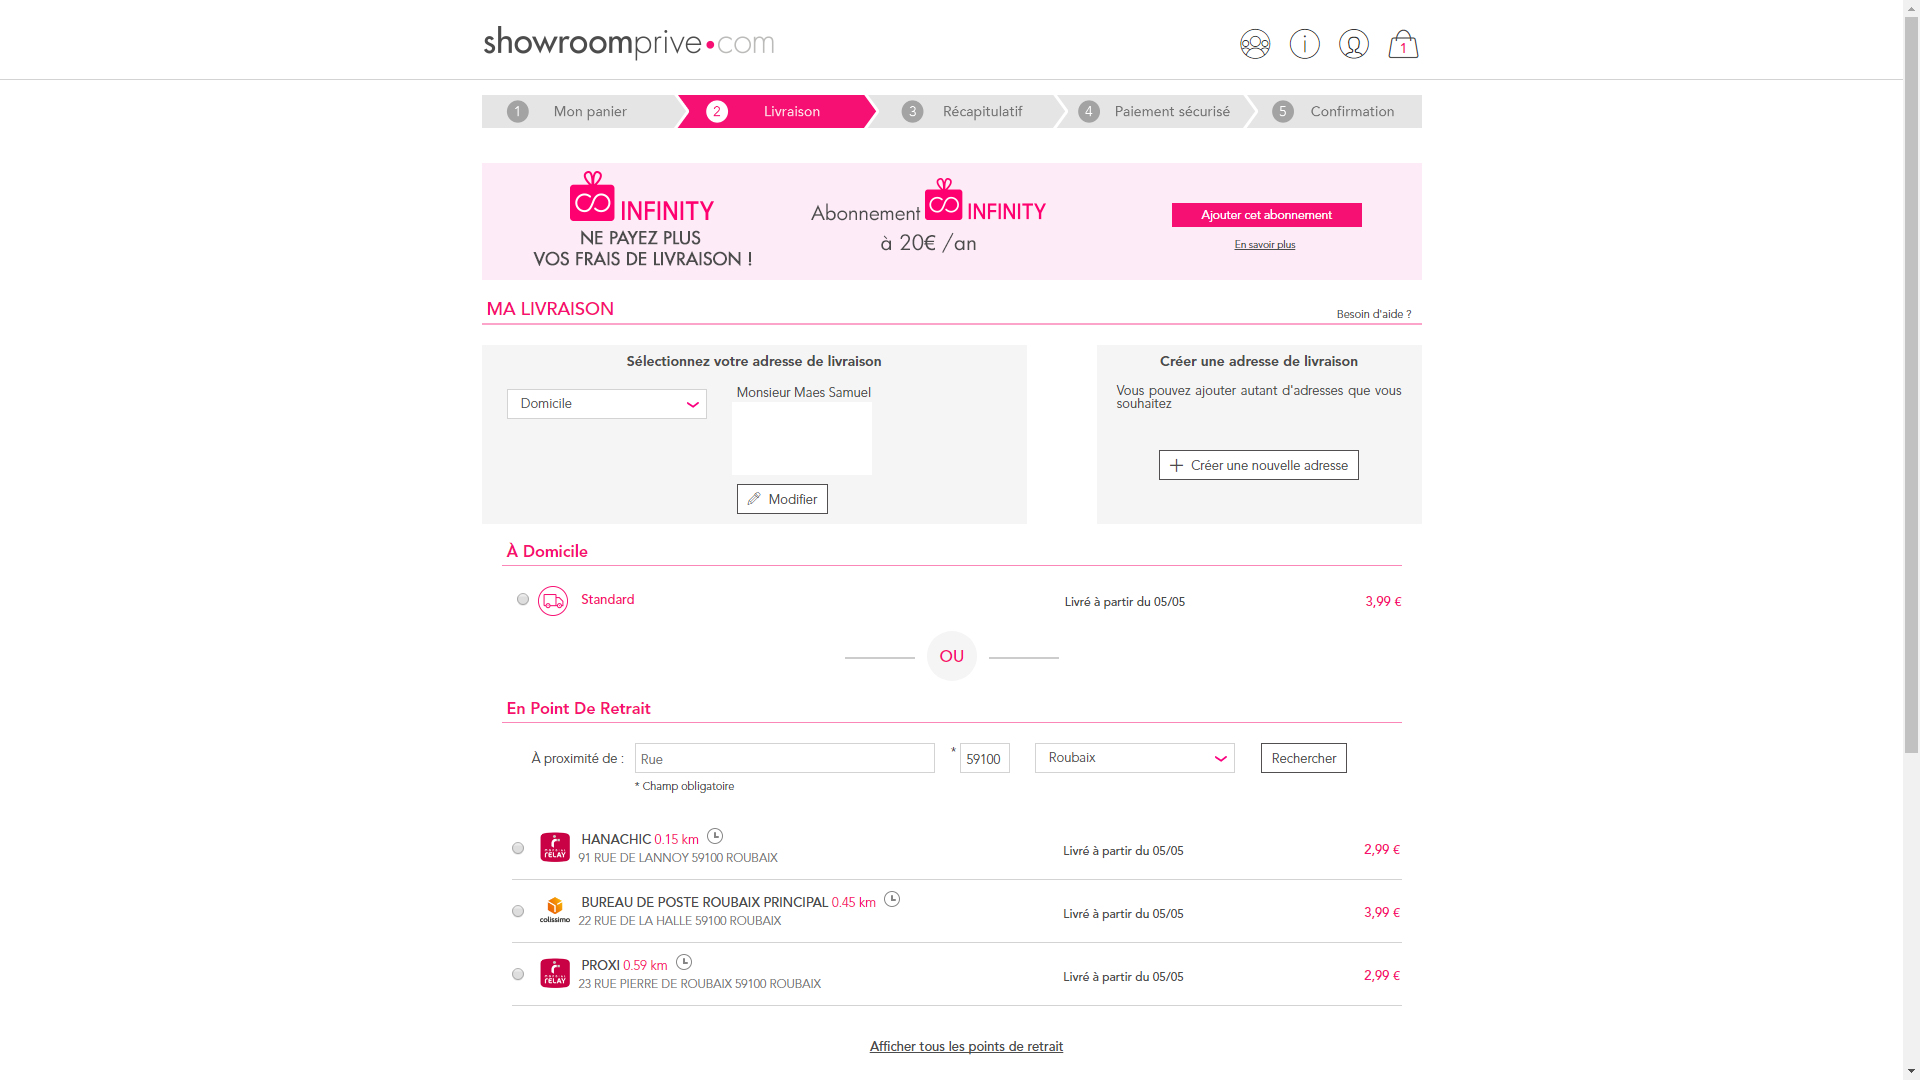 showroomprive.com
1
1 Mon panier
2 Livraison
3 Récapitulatif
4 Paiement sécurisé
5 Confirmation
INFINITY
NE PAYEZ PLUS
VOS FRAIS DE LIVRAISON !
Abonnement INFINITY
à 20€ /an
Ajouter cet abonnement
En savoir plus
MA LIVRAISON
Besoin d'aide ?
Sélectionnez votre adresse de livraison
Domicile
Monsieur Maes Samuel
Modifier
Créer une adresse de livraison
Vous pouvez ajouter autant d'adresses que vous
souhaitez
Créer une nouvelle adresse
À Domicile
Standard
Livré à partir du 05/05
3,99 €
OU
En Point De Retrait
À proximité de :
Rue
*
59100
Roubaix
Rechercher
* Champ obligatoire
RELAY
HANACHIC 0.15 km
91 RUE DE LANNOY 59100 ROUBAIX
Livré à partir du 05/05
2,99 €
colissimo
BUREAU DE POSTE ROUBAIX PRINCIPAL 0.45 km
22 RUE DE LA HALLE 59100 ROUBAIX
Livré à partir du 05/05
3,99 €
RELAY
PROXI 0.59 km
23 RUE PIERRE DE ROUBAIX 59100 ROUBAIX
Livré à partir du 05/05
2,99 €
Afficher tous les points de retrait